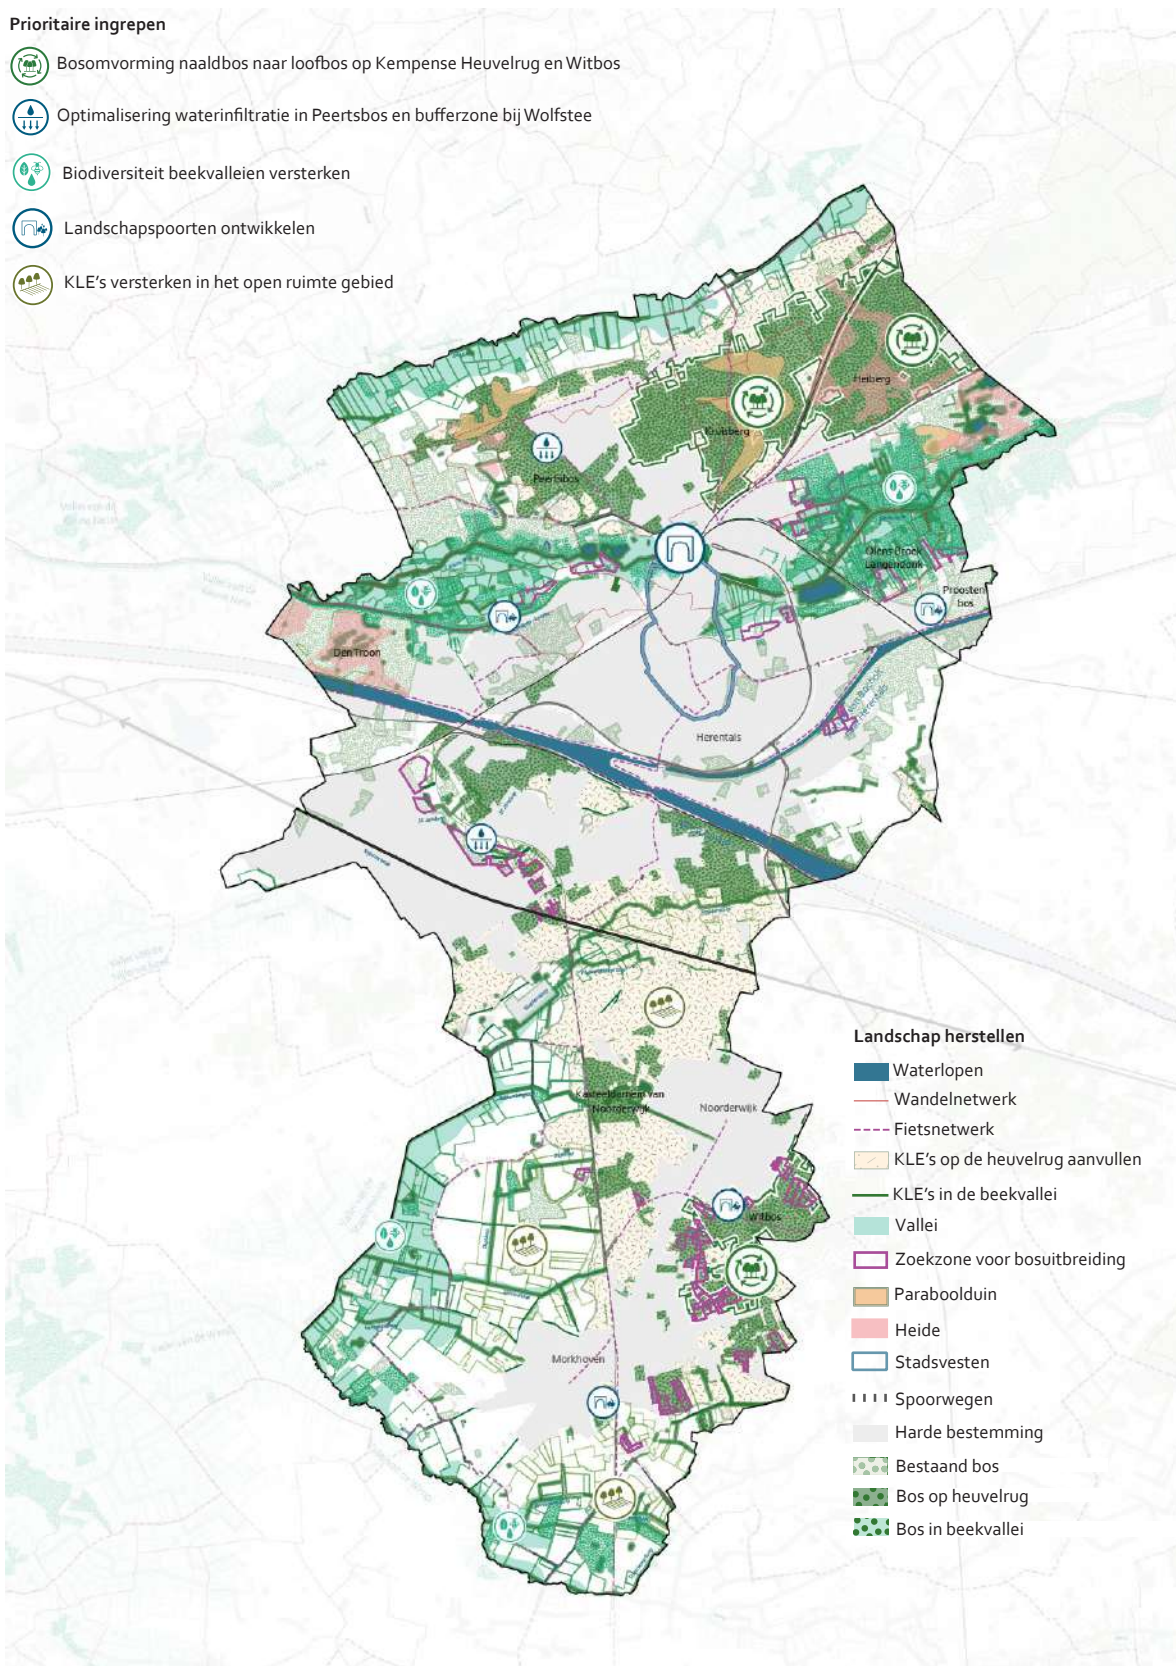 Prioritaire ingrepen
Bosomvorming naaldbos naar loofbos op Kempense Heuvelrug en Witbos
Optimalisering waterinfiltratie in Peertsbos en bufferzone bij Wolfstee
Biodiversiteit beekvalleien versterken
Landschapspoorten ontwikkelen
KLE's versterken in het open ruimte gebied
Heiberg
Kruisberg
Peertsbos
Olens Broek
Langendonk
Proosten
bos
Den Troon
Herentals
Kasteeldomein Van
Noorderwijk
Noorderwijk
Witbos
Morkhoven
Landschap herstellen
Waterlopen
Wandelnetwerk
Fietsnetwerk
KLE's op de heuvelrug aanvullen
KLE's in de beekvallei
Vallei
Zoekzone voor bosuitbreiding
Paraboolduin
Heide
Stadsvesten
Spoorwegen
Harde bestemming
Bestaand bos
Bos op heuvelrug
Bos in beekvallei